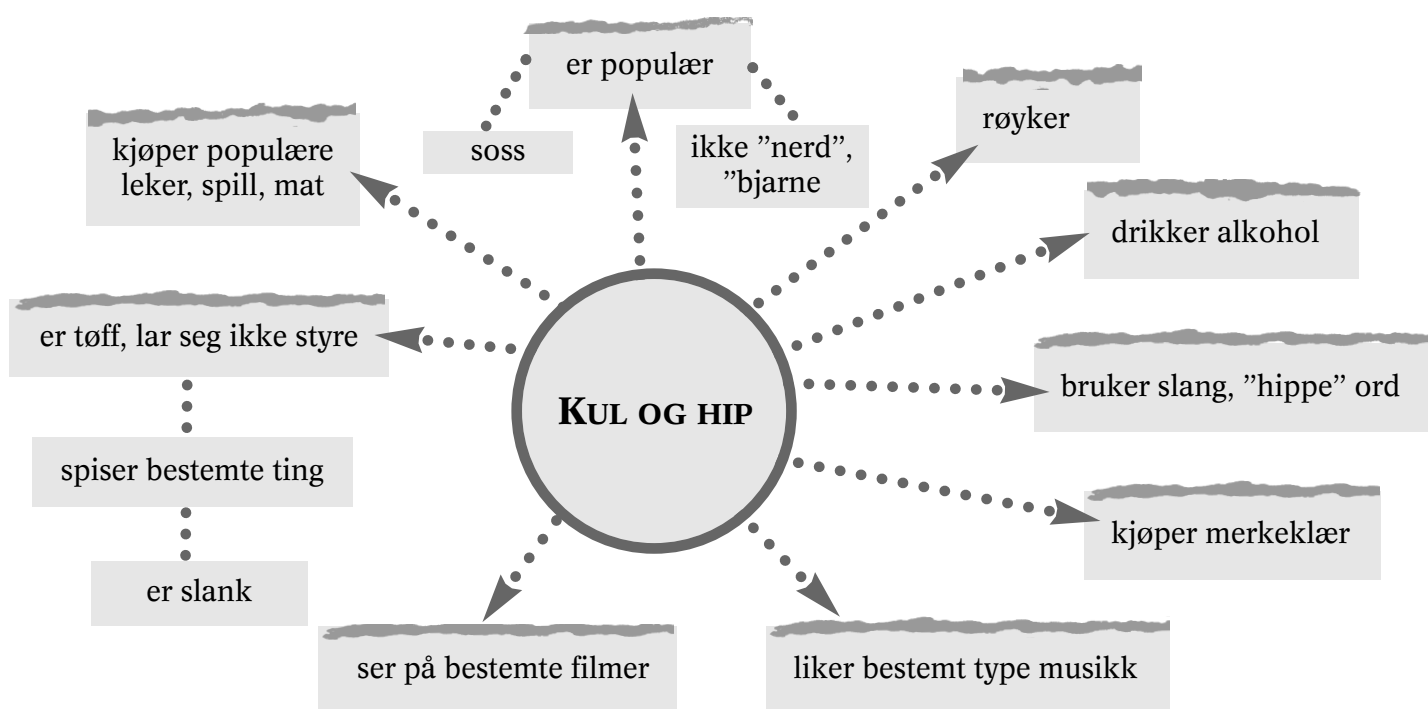 er populær
røyker
kjøper populære
leker, spill, mat
soss
ikke ”nerd”,
”bjarne
drikker alkohol
er tøff, lar seg ikke styre
bruker slang, ”hippe” ord
KUL OG HIP
spiser bestemte ting
kjøper merkeklær
er slank
ser på bestemte filmer
liker bestemt type musikk